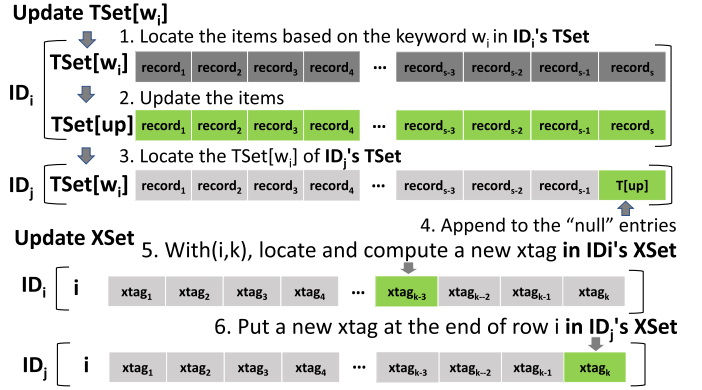 Update TSet[wi]
1. Locate the items based on the keyword wi in IDi's TSet
IDi
TSet[wi] record1 record2 record3 record4 ... records-3 records-2 records-1 records
2. Update the items
TSet[up] record1 record2 record3 record4 ... records-3 records-2 records-1 records
3. Locate the TSet[wi] of IDj's TSet
IDj TSet[wi] record1 record2 record3 record4 ... records-3 records-2 records-1 T[up]
4. Append to the “null” entries
Update XSet
5. With(i,k), locate and compute a new xtag in IDi's XSet
IDi i xtag1 xtag2 xtag3 xtag4 ... xtagk-3 xtagk--2 xtagk-1 xtagk
6. Put a new xtag at the end of row i in IDj's XSet
IDj i xtag1 xtag2 xtag3 xtag4 ... xtagk-3 xtagk--2 xtagk-1 xtagk